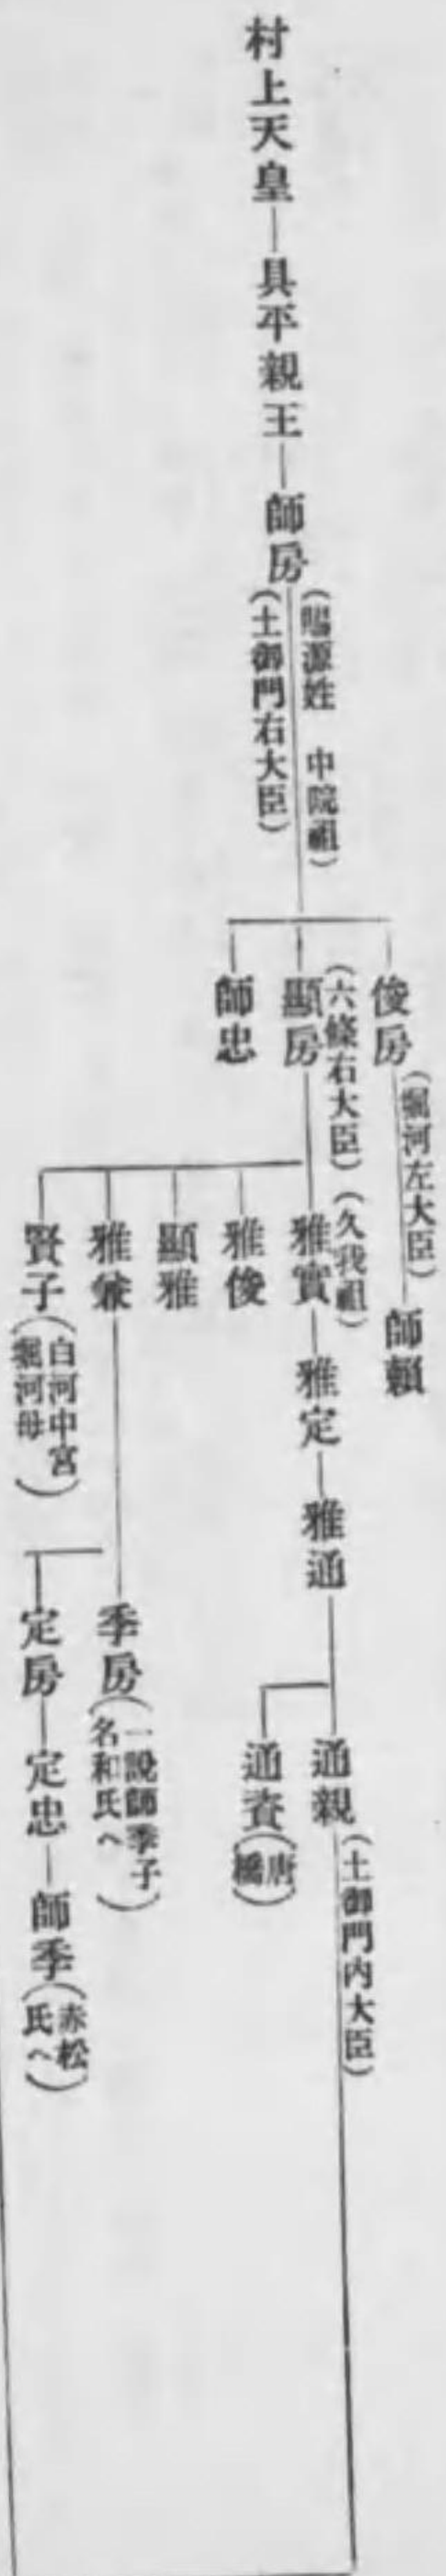 村上天皇―具平親王―師房
(賜源姓 中院祖)
(土御門右大臣)
俊房
(堀河左大臣)
師頼
(六條右大臣)
顯房
師忠
(久我祖)
雅實―雅定―雅通
雅俊
顯雅
雅兼
賢子(白河中宮
堀河母)
通親
(土御門内大臣)
通資(唐
橋)
季房(一説師季子
名和氏へ)
定房―定忠―師季(赤松
氏へ)